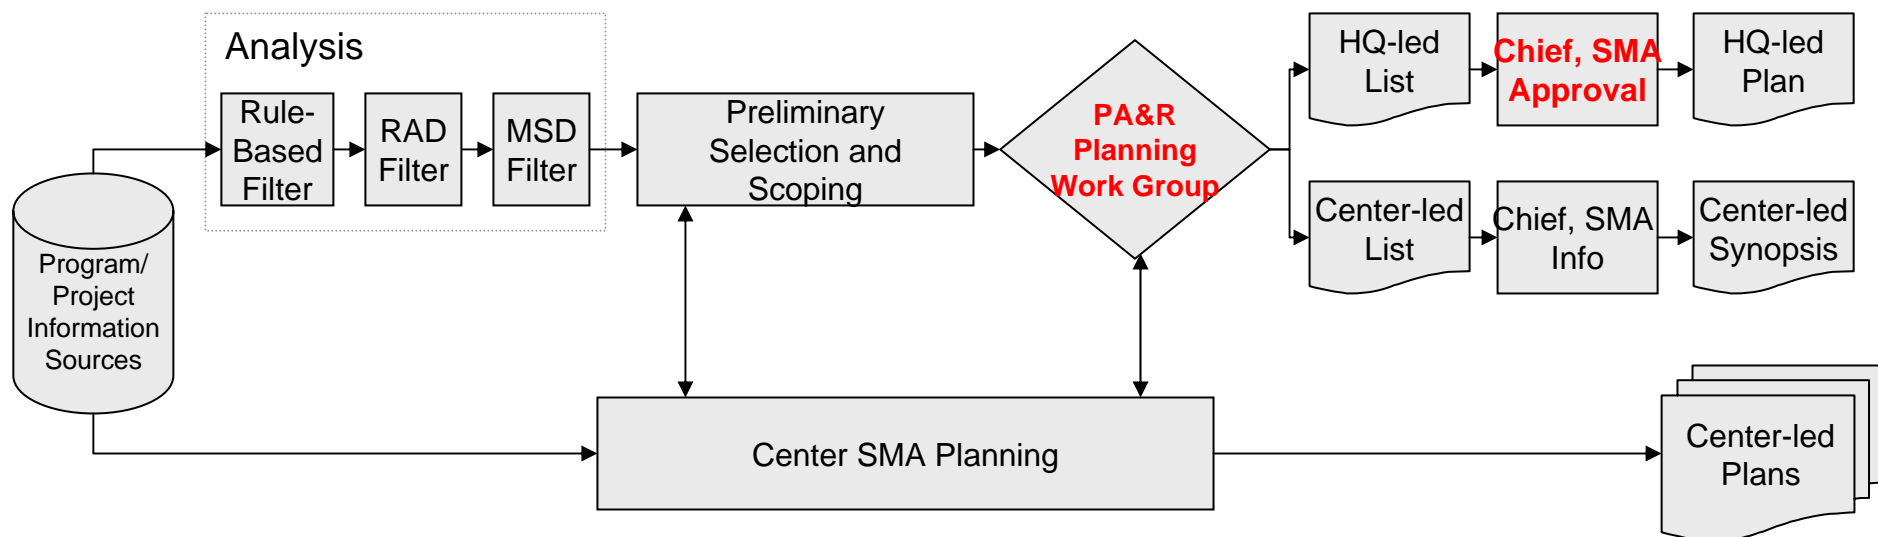 Analysis
Rule-
Based
Filter
RAD
Filter
MSD
Filter
Preliminary
Selection and
Scoping
PA&R
Planning
Work Group
HQ-led
List
Chief, SMA
Approval
HQ-led
Plan
Center-led
List
Chief, SMA
Info
Center-led
Synopsis
Program/
Project
Information
Sources
Center SMA Planning
Center-led
Plans